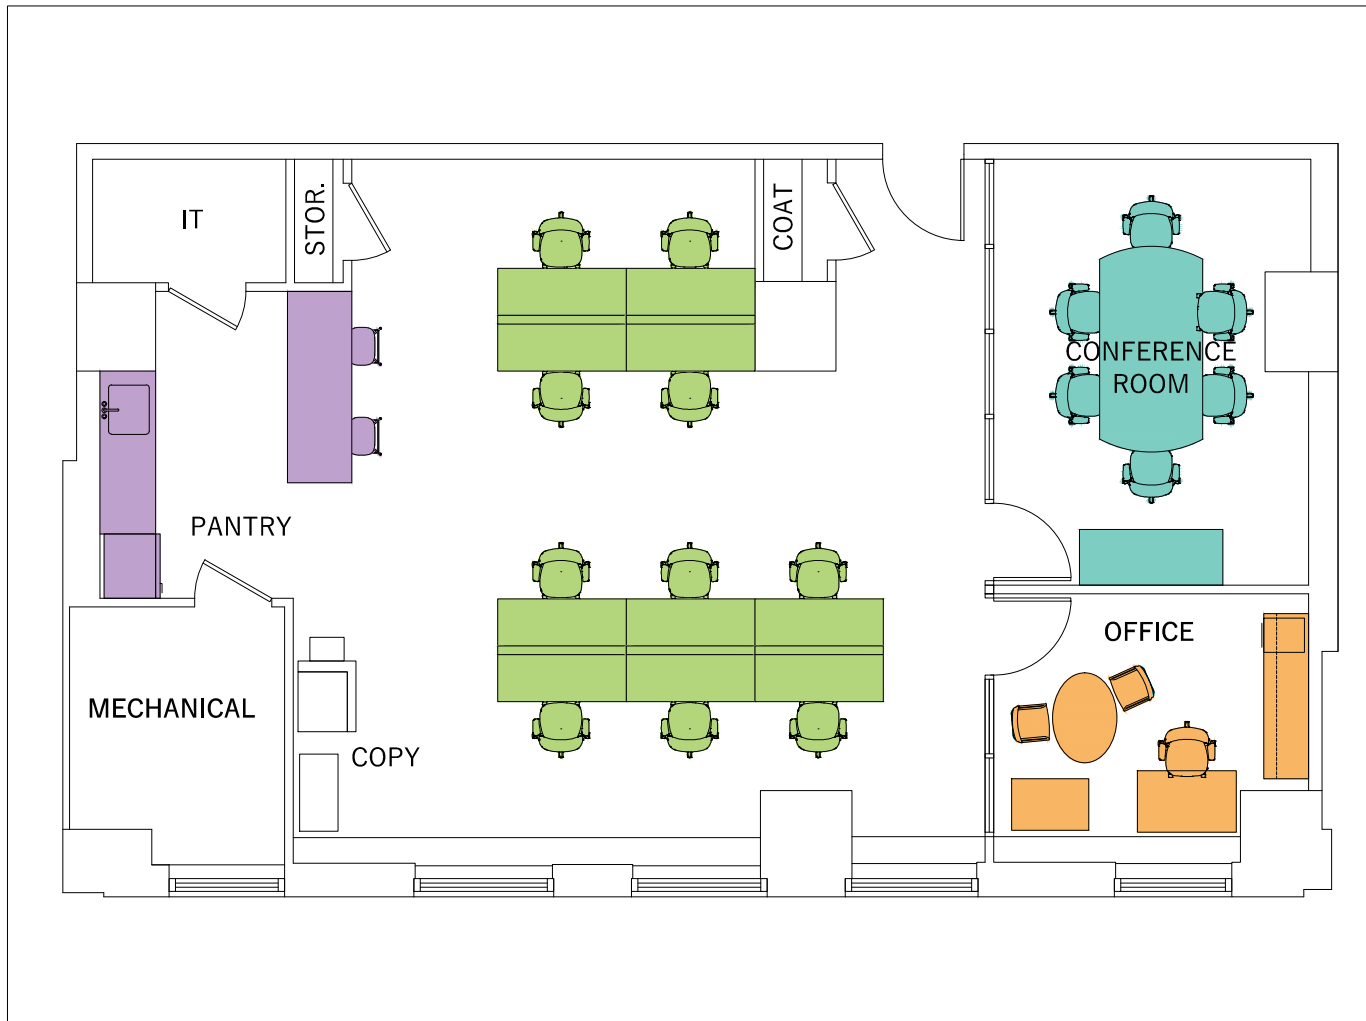 IT
STOR.
COAT
CONFERENCE
ROOM
PANTRY
OFFICE
MECHANICAL
COPY